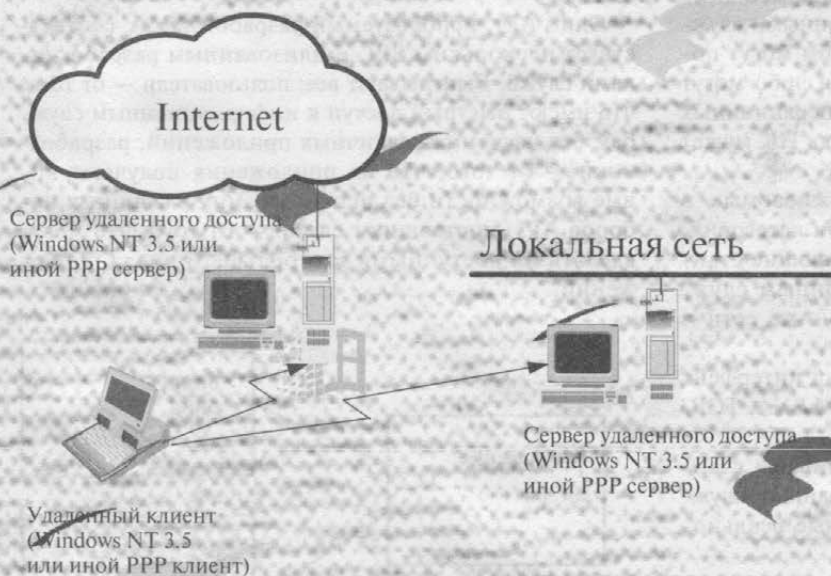 Internet
Сервер удаленного доступа
(Windows NT 3.5 или
иной PPP сервер)
Локальная сеть
Сервер удаленного доступа
(Windows NT 3.5 или
иной PPP сервер)
Удаленный клиент
(Windows NT 3.5
или иной PPP клиент)